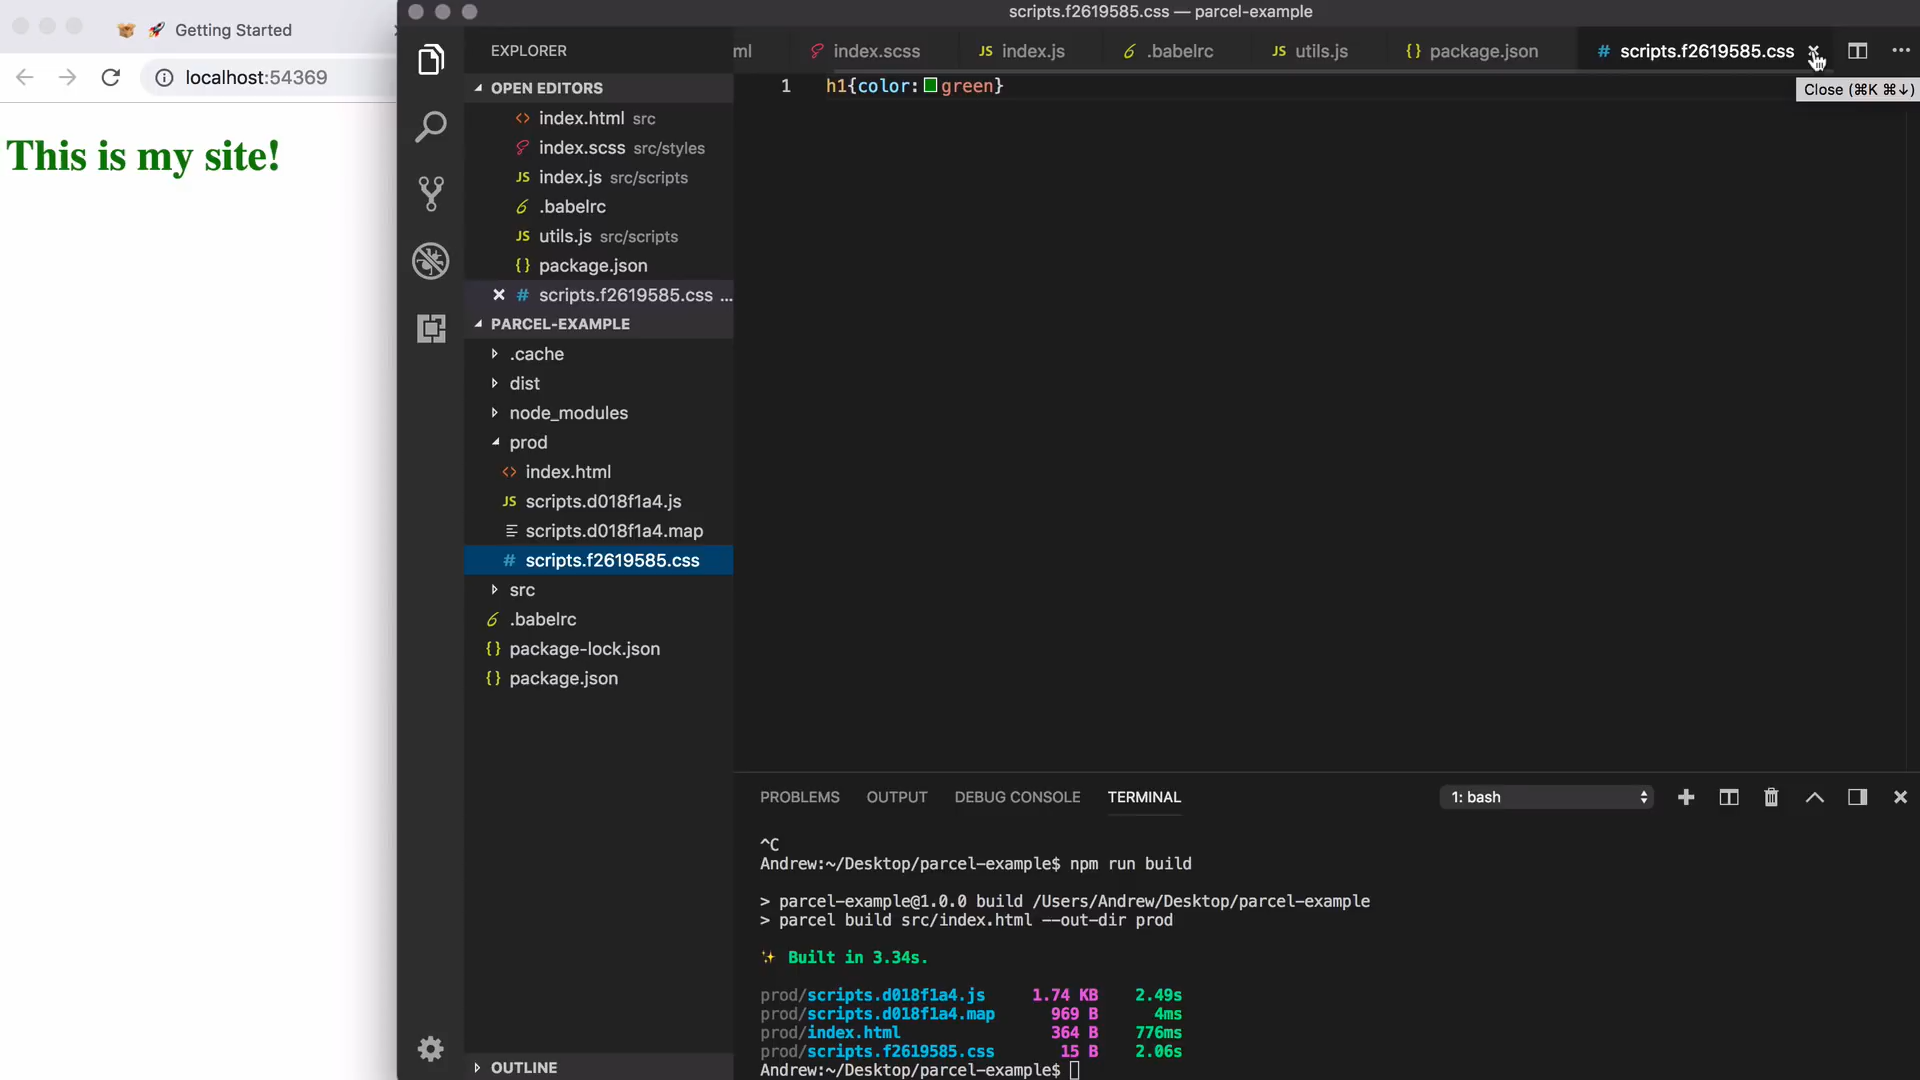 Getting Started
localhost:54369
This is my site!
scripts.f2619585.css — parcel-example
EXPLORER
ml
index.scss
JS index.js
.babelrc
JS utils.js
{} package.json
# scripts.f2619585.css
Close (⌘K ⌘↓)
OPEN EDITORS
<> index.html src
index.scss src/styles
JS index.js src/scripts
.babelrc
JS utils.js src/scripts
{} package.json
# scripts.f2619585.css ...
PARCEL-EXAMPLE
.cache
dist
node_modules
prod
<> index.html
JS scripts.d018f1a4.js
scripts.d018f1a4.map
# scripts.f2619585.css
src
.babelrc
{} package-lock.json
{} package.json
OUTLINE
1 h1{color:green}
PROBLEMS OUTPUT DEBUG CONSOLE TERMINAL
1: bash
^C
Andrew:~/Desktop/parcel-example$ npm run build
> parcel-example@1.0.0 build /Users/Andrew/Desktop/parcel-example
> parcel build src/index.html --out-dir prod
✨ Built in 3.34s.
prod/scripts.d018f1a4.js 1.74 KB 2.49s
prod/scripts.d018f1a4.map 969 B 4ms
prod/index.html 364 B 776ms
prod/scripts.f2619585.css 15 B 2.06s
Andrew:~/Desktop/parcel-example$